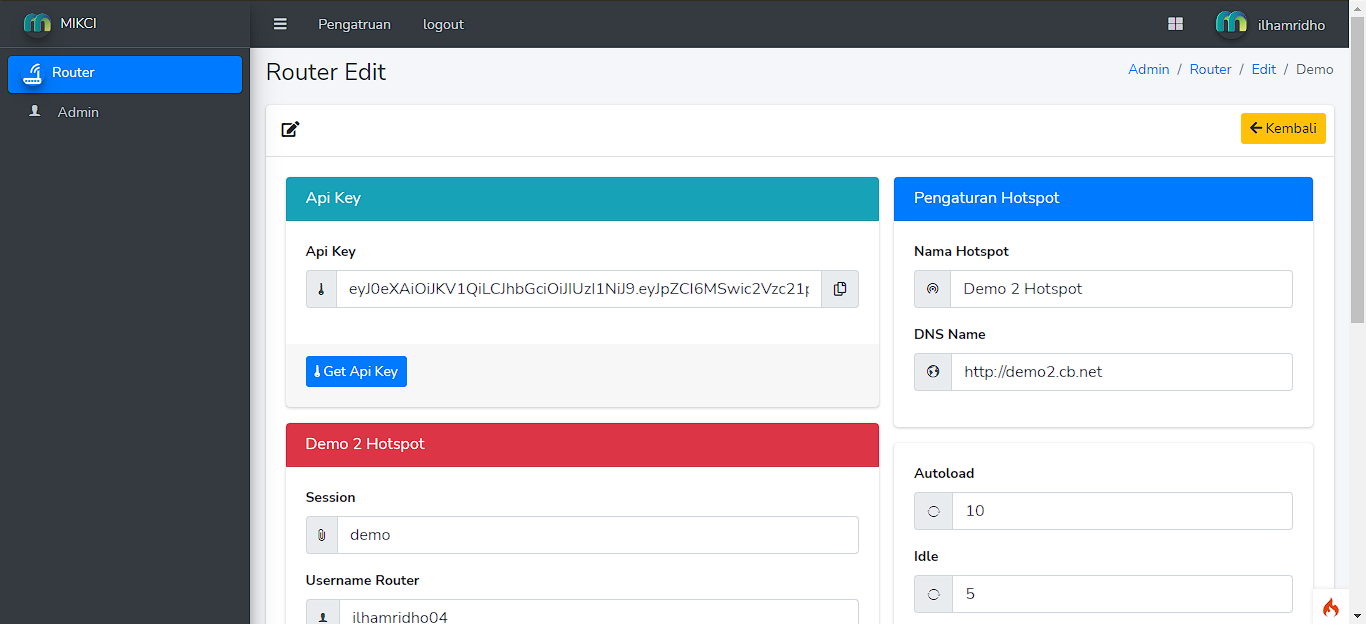 MIKCI
Pengatruan
logout
ilhamridho
Router
Admin
Router Edit
Admin / Router / Edit / Demo
Kembali
Api Key
Api Key
eyJ0eXAiOiJKV1QiLCJhbGciOiJIUzI1NiJ9.eyJpZCI6MSwic2Vzc21p
Get Api Key
Demo 2 Hotspot
Session
demo
Username Router
ilhamridho04
Pengaturan Hotspot
Nama Hotspot
Demo 2 Hotspot
DNS Name
http://demo2.cb.net
Autoload
10
Idle
5